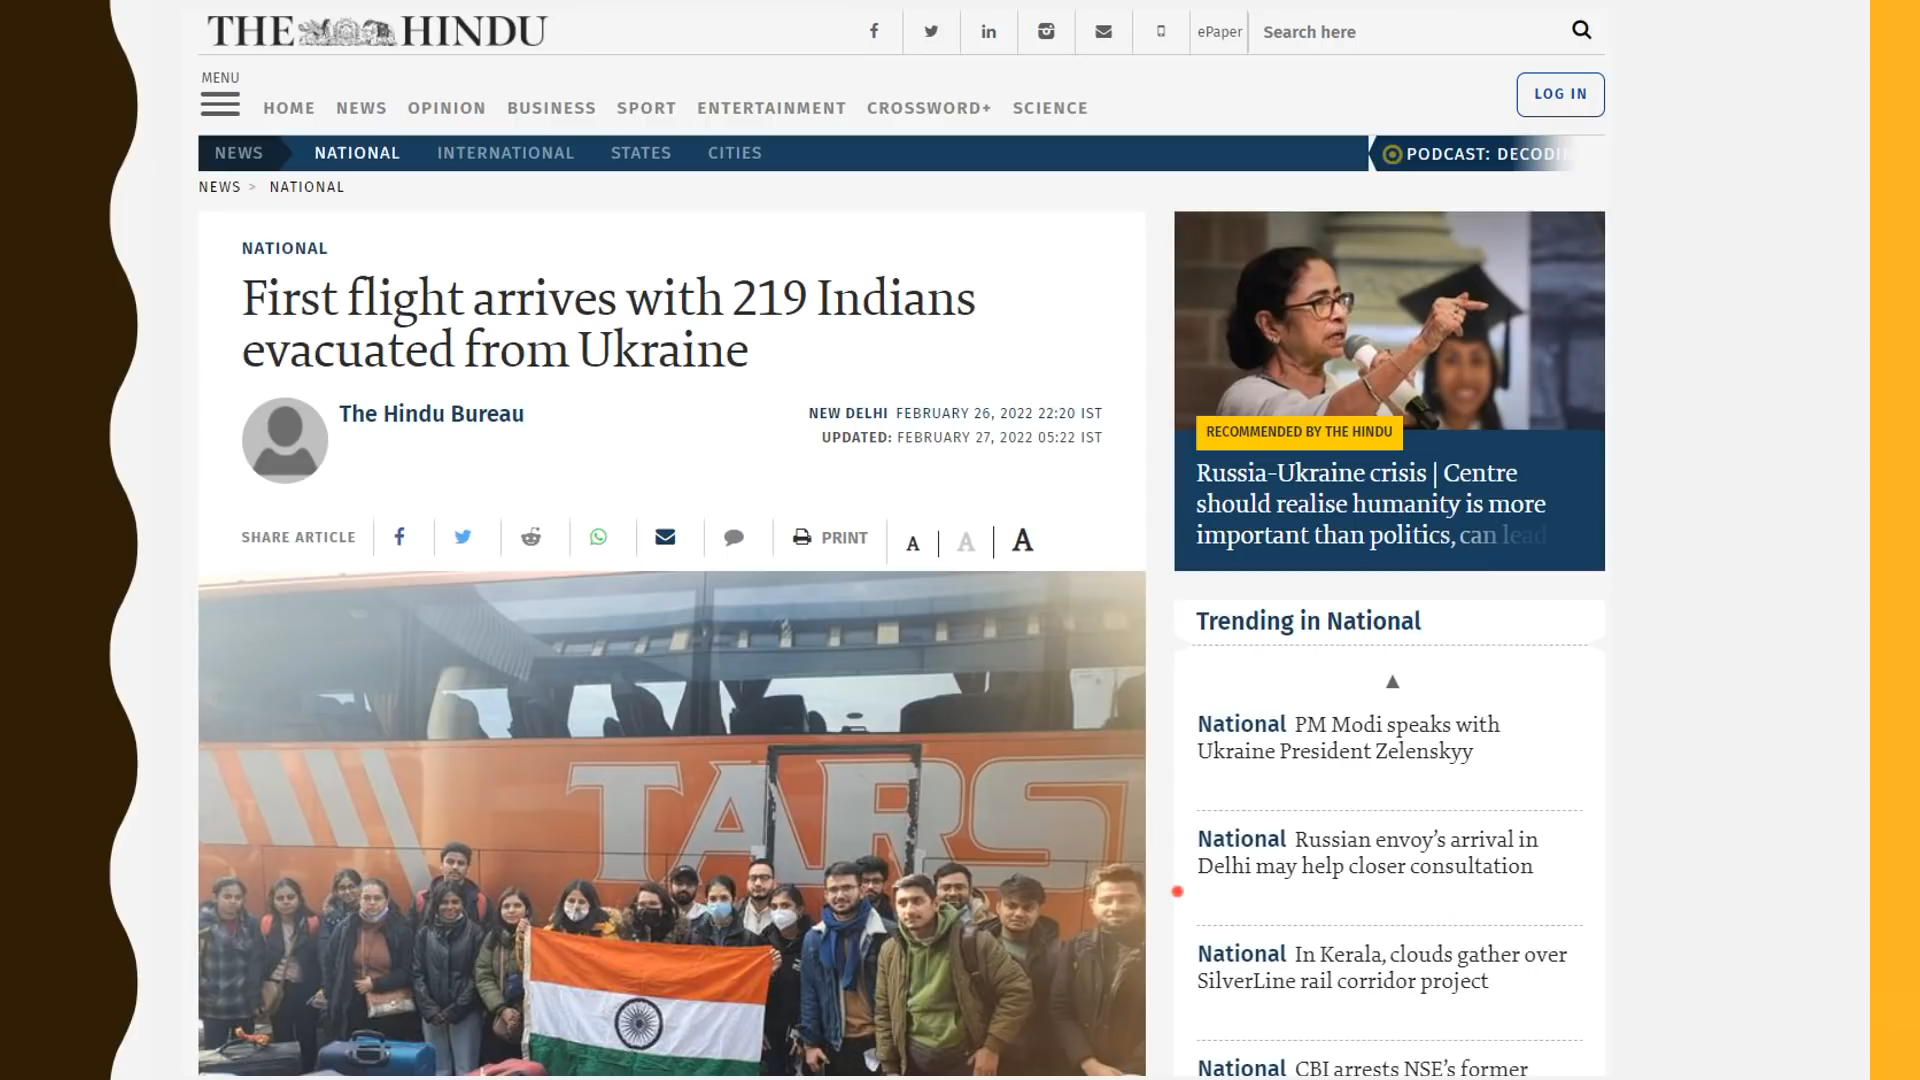 THE HINDU
ePaper
Search here
MENU
HOME NEWS OPINION BUSINESS SPORT ENTERTAINMENT CROSSWORD+ SCIENCE
LOG IN
NEWS NATIONAL INTERNATIONAL STATES CITIES
PODCAST: DECODI
NEWS > NATIONAL
NATIONAL
First flight arrives with 219 Indians
evacuated from Ukraine
The Hindu Bureau
NEW DELHI FEBRUARY 26, 2022 22:20 IST
UPDATED: FEBRUARY 27, 2022 05:22 IST
SHARE ARTICLE
PRINT
A A A
TARS
RECOMMENDED BY THE HINDU
Russia-Ukraine crisis | Centre
should realise humanity is more
important than politics, can lead
Trending in National
National PM Modi speaks with
Ukraine President Zelenskyy
National Russian envoy’s arrival in
Delhi may help closer consultation
National In Kerala, clouds gather over
SilverLine rail corridor project
National CBI arrests NSE’s former